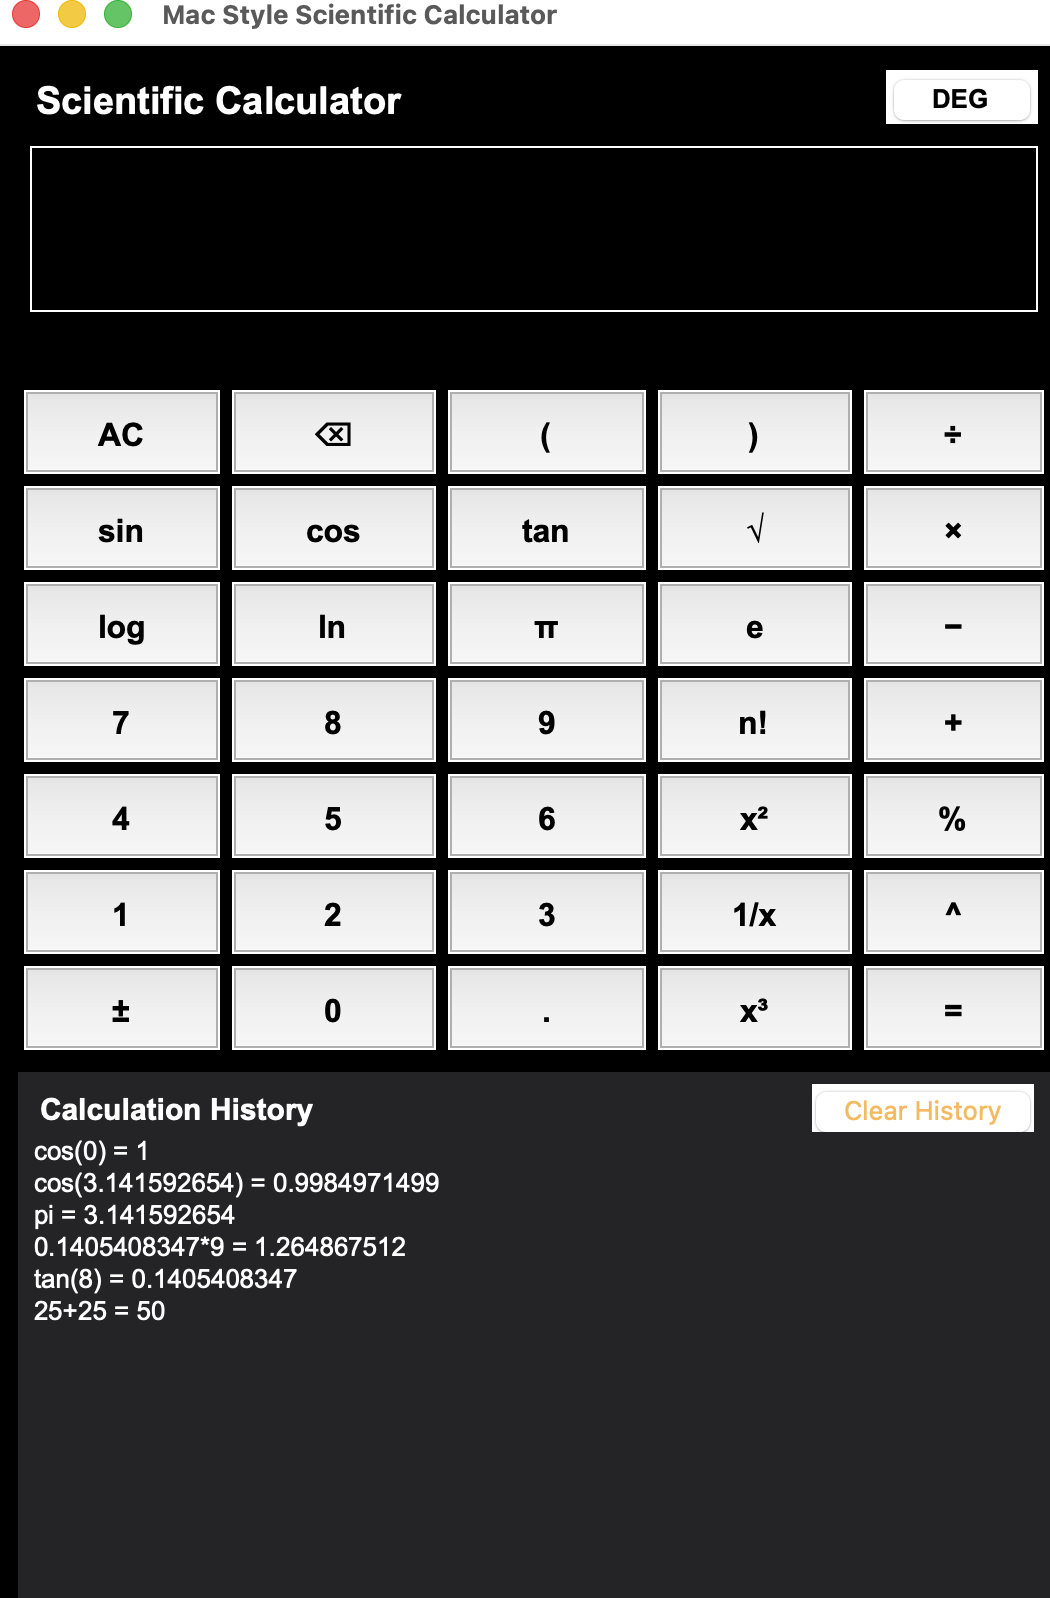 Mac Style Scientific Calculator
Scientific Calculator
DEG
AC ⌫ ( ) ÷
sin cos tan √ ×
log ln π e −
7 8 9 n! +
4 5 6 x² %
1 2 3 1/x ^
± 0 . x³ =
Calculation History
Clear History
cos(0) = 1
cos(3.141592654) = 0.9984971499
pi = 3.141592654
0.1405408347*9 = 1.264867512
tan(8) = 0.1405408347
25+25 = 50